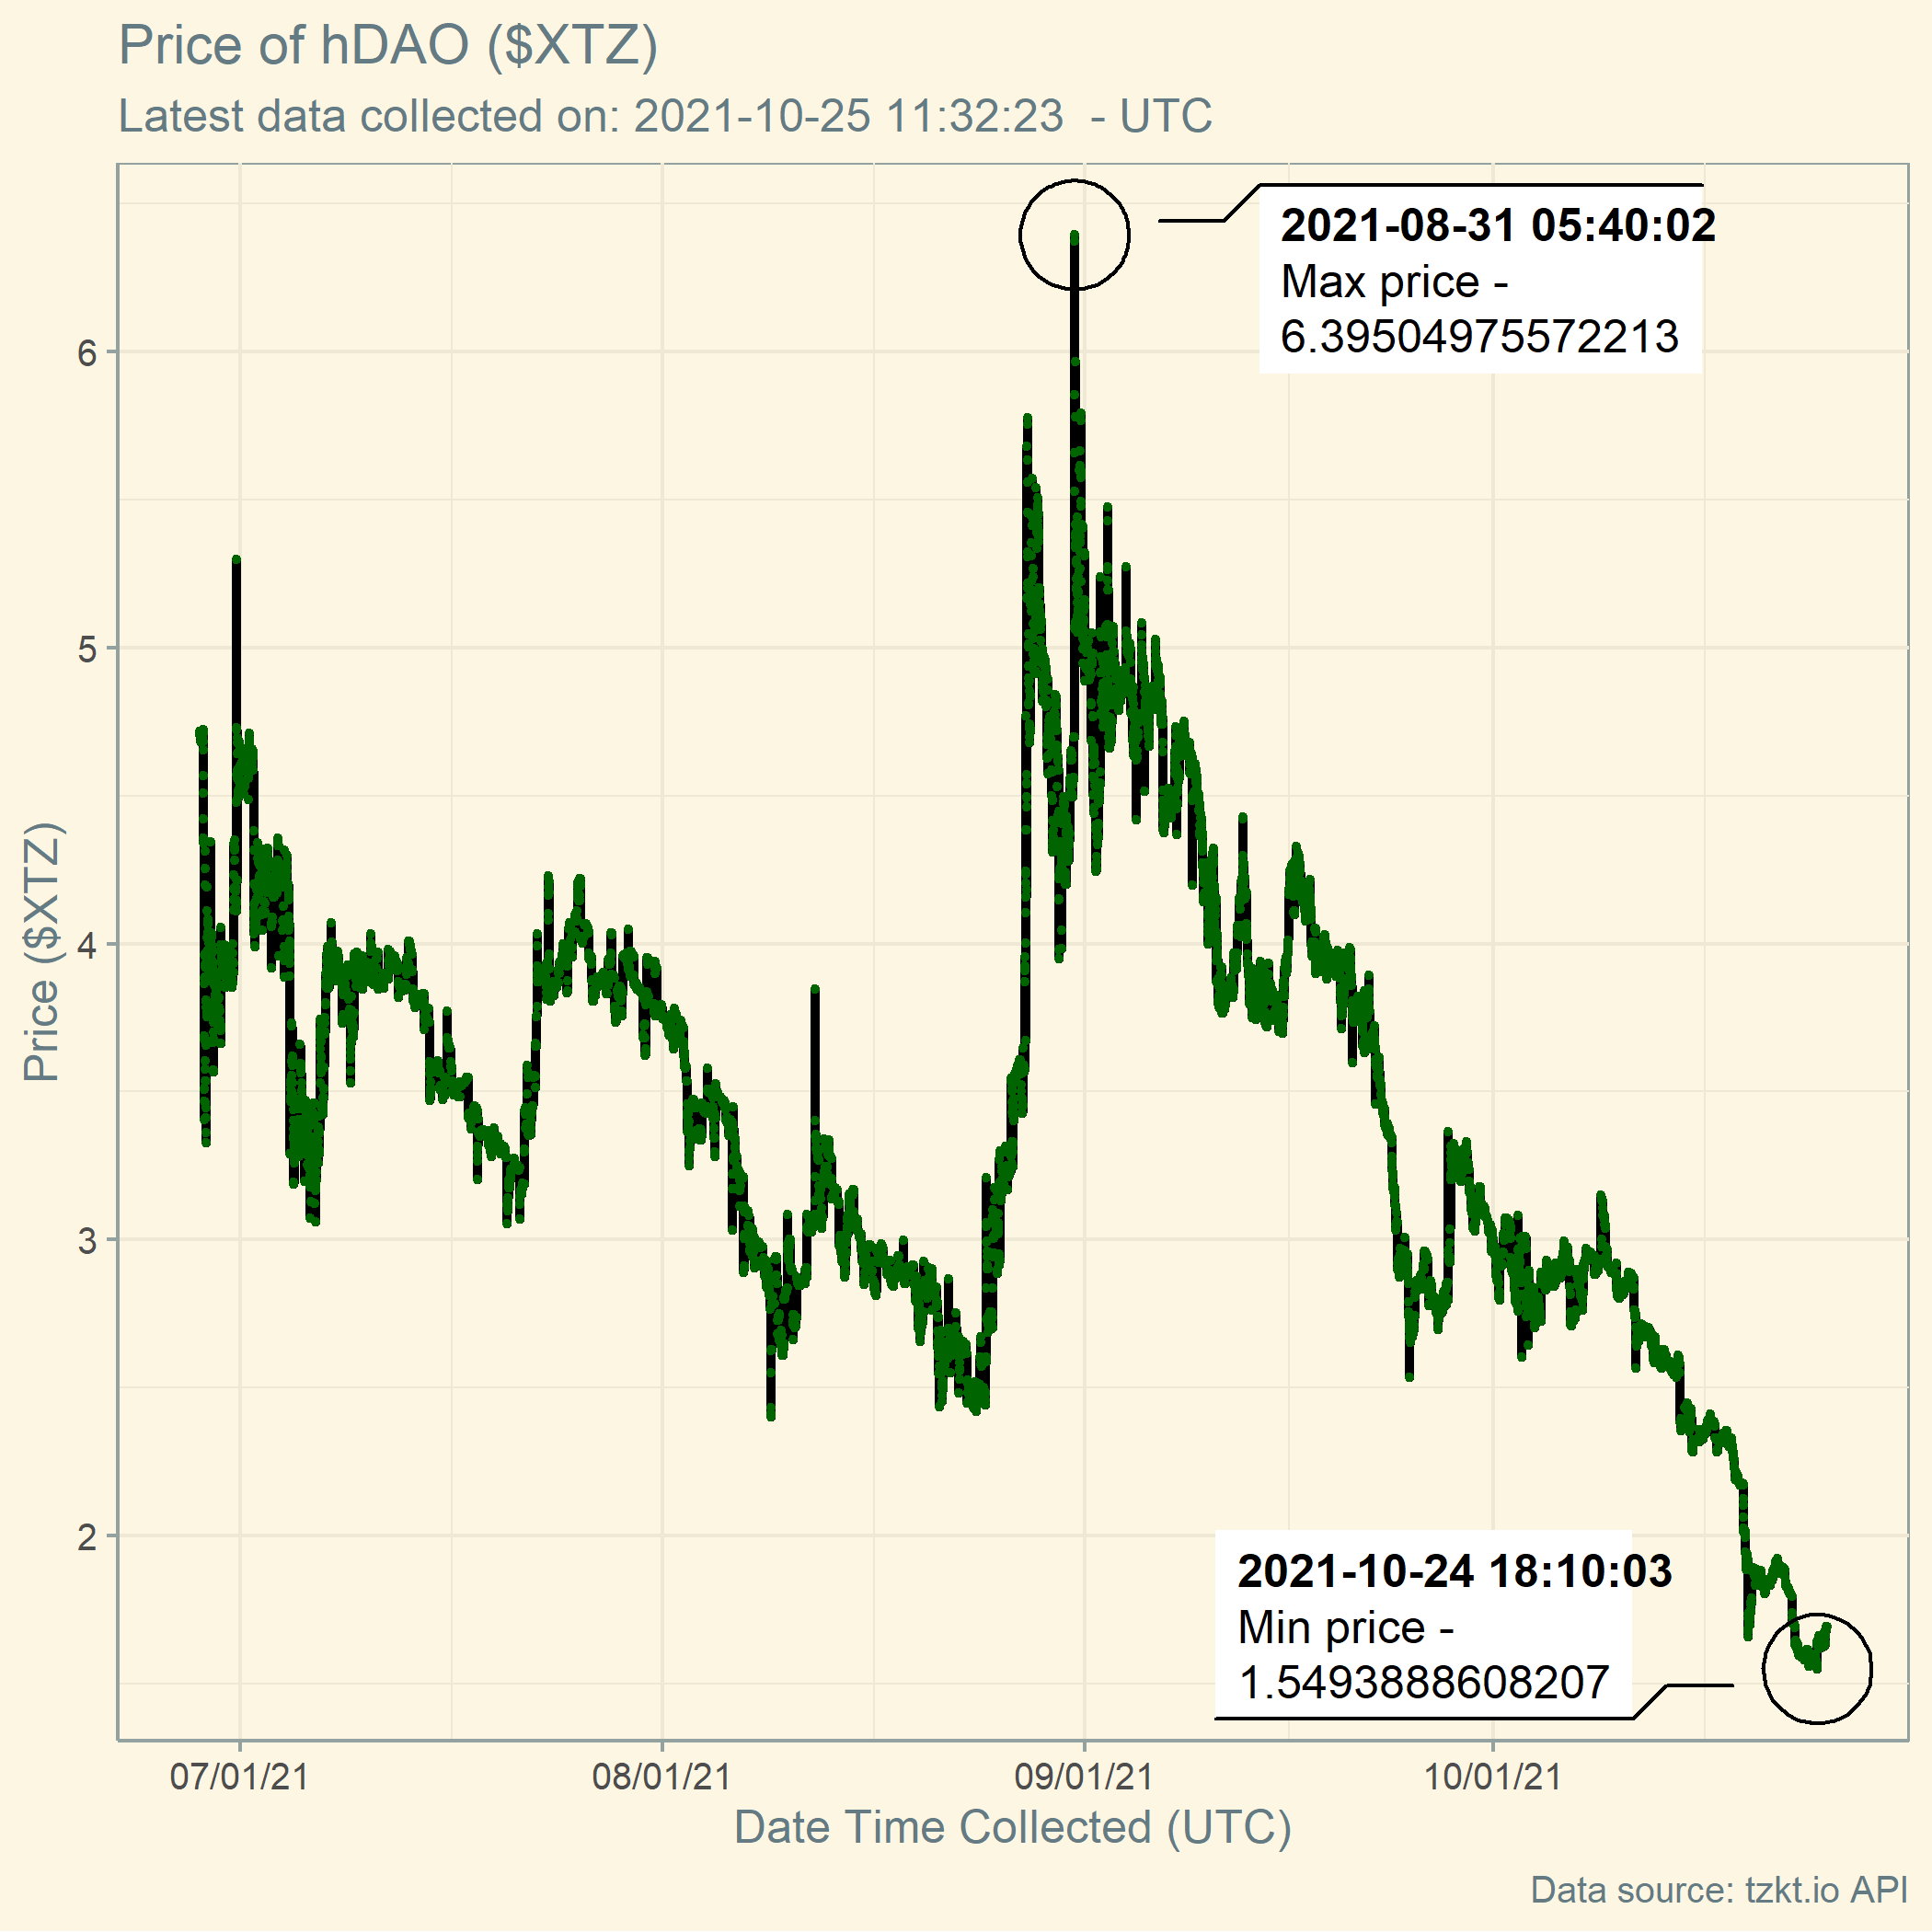 Price of hDAO ($XTZ)
Latest data collected on: 2021-10-25 11:32:23  - UTC
2021-08-31 05:40:02
Max price -
6.39504975572213
6
5
4
3
2
Price ($XTZ)
2021-10-24 18:10:03
Min price -
1.5493888608207
07/01/21
08/01/21
09/01/21
10/01/21
Date Time Collected (UTC)
Data source: tzkt.io API